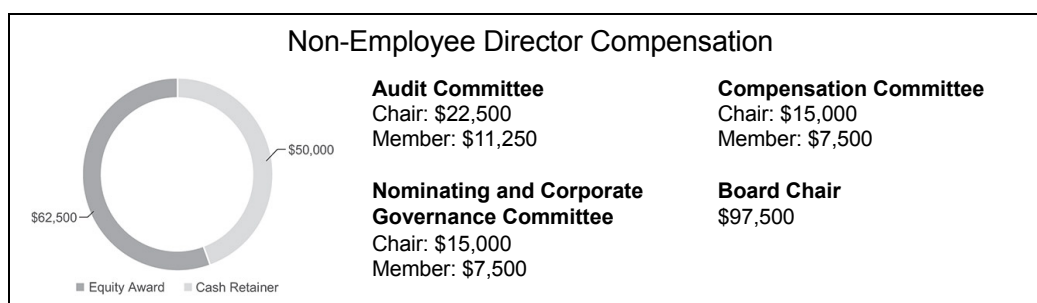 Non-Employee Director Compensation
$50,000
$62,500
Equity Award
Cash Retainer
Audit Committee
Chair: $22,500
Member: $11,250
Compensation Committee
Chair: $15,000
Member: $7,500
Nominating and Corporate
Governance Committee
Chair: $15,000
Member: $7,500
Board Chair
$97,500